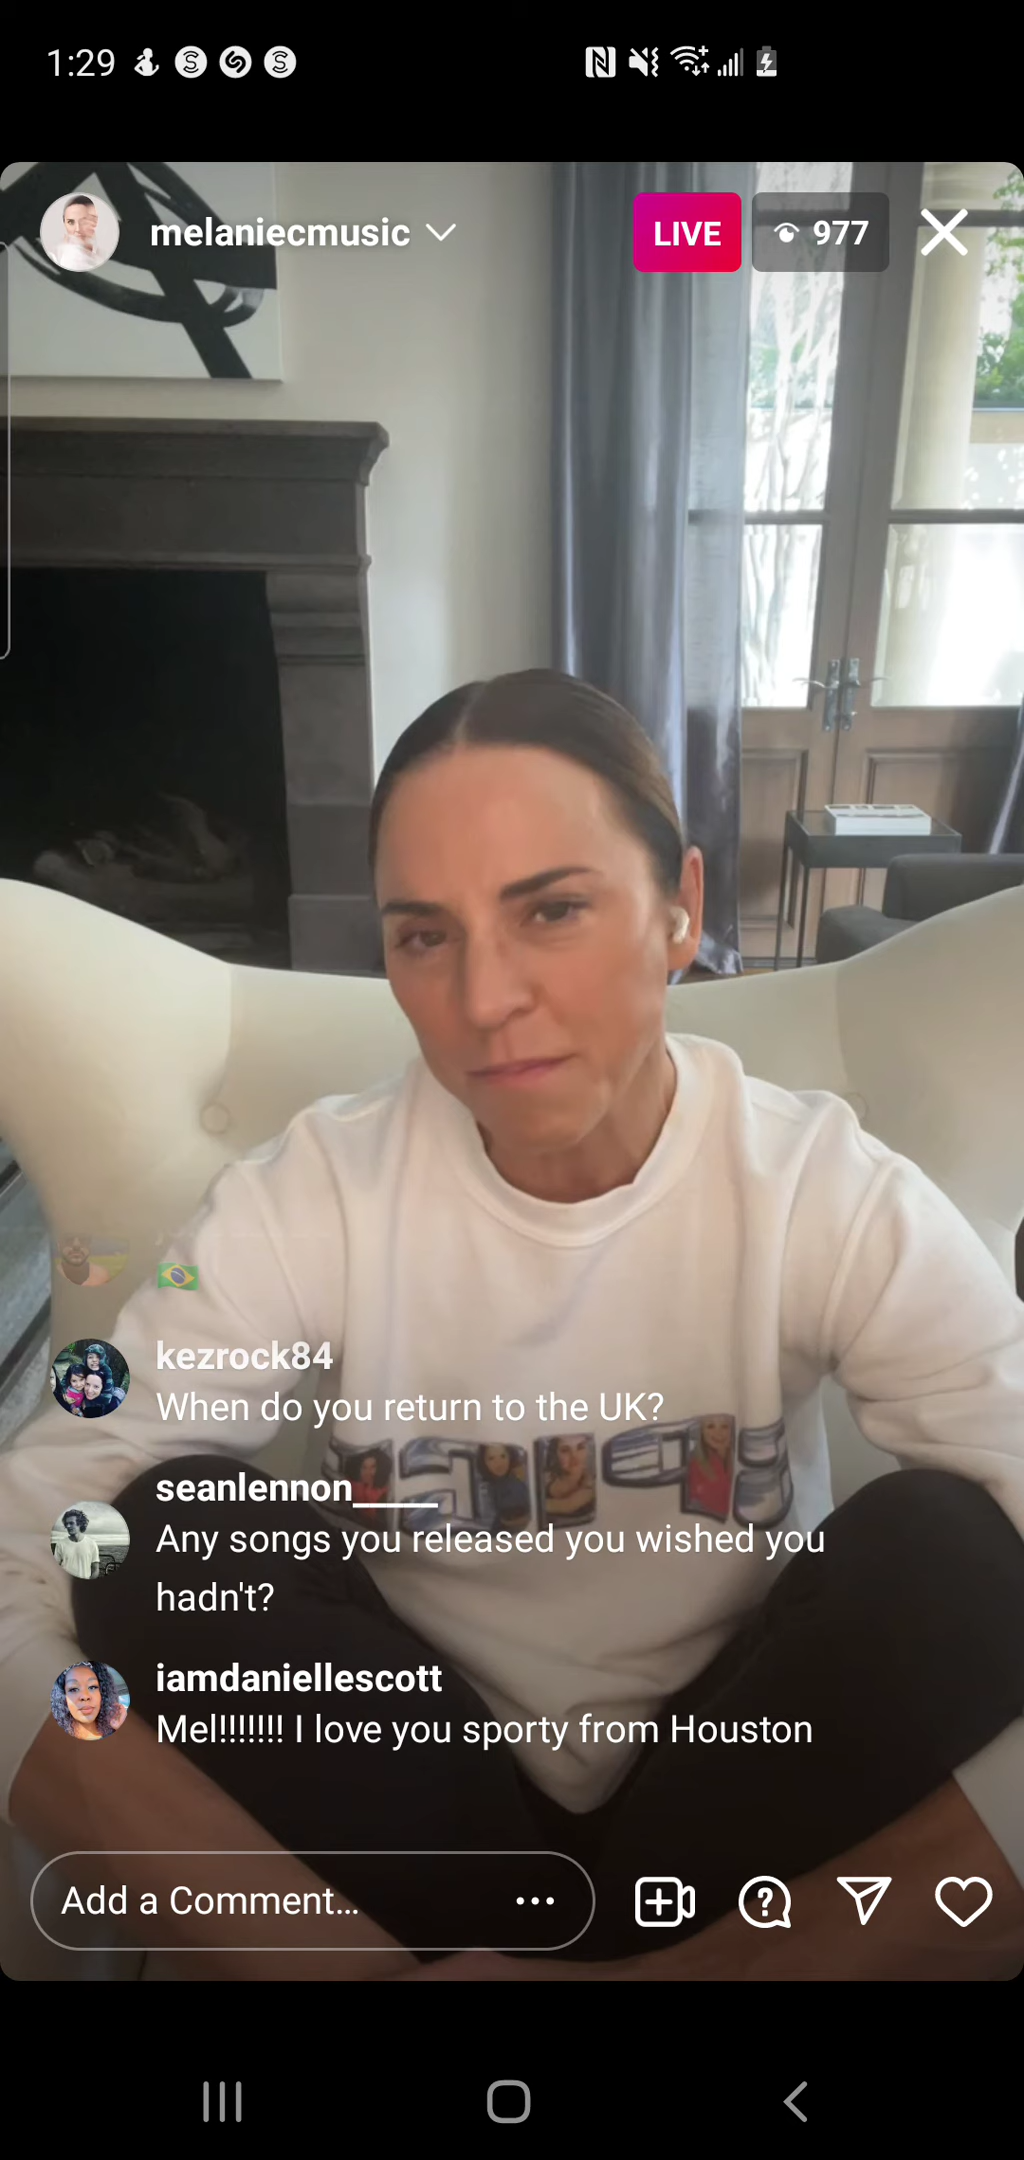 1:29
melaniecmusic
LIVE
977
kezrock84
When do you return to the UK?
seanlennon_____
Any songs you released you wished you
hadn't?
iamdaniellescott
Mel!!!!!!! I love you sporty from Houston
Add a Comment...